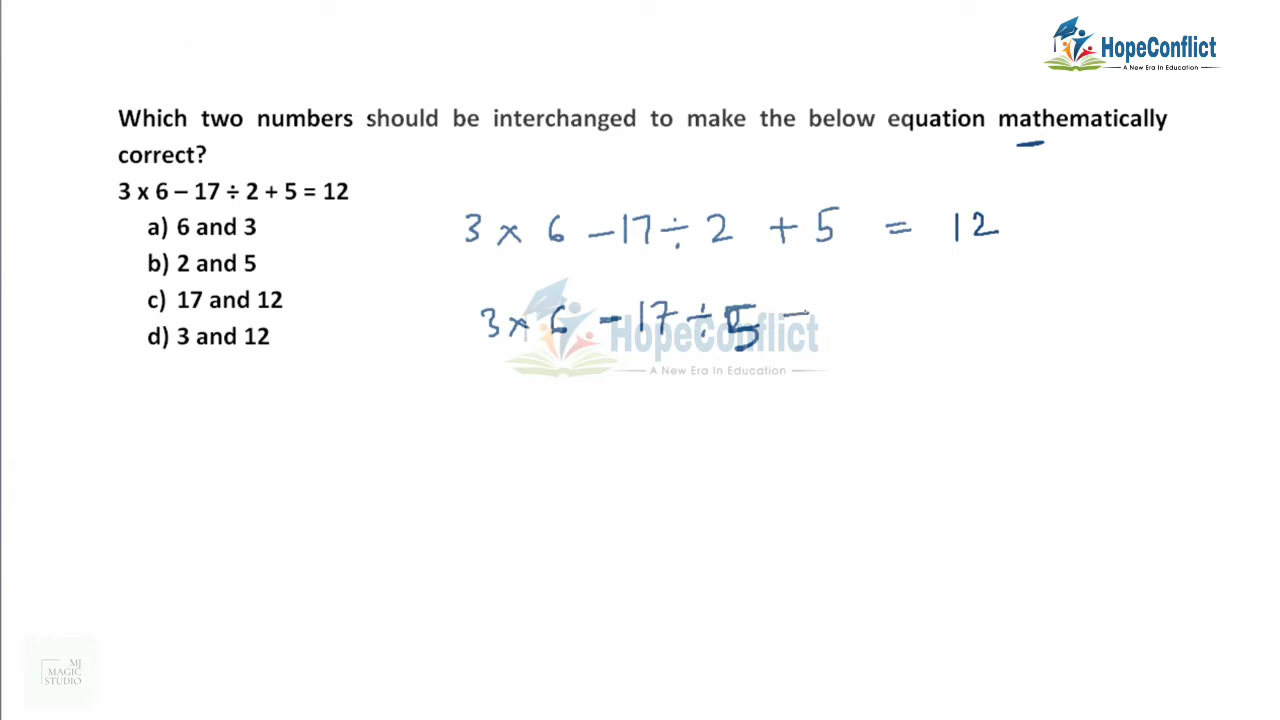 HopeConflict
A New Era In Education
Which two numbers should be interchanged to make the below equation mathematically
correct?
3 x 6 – 17 ÷ 2 + 5 = 12
a) 6 and 3
b) 2 and 5
c) 17 and 12
d) 3 and 12
3 × 6 – 17 ÷ 2 + 5 = 12
3 × 6 – 17 ÷ 5 –
HopeConflict
A New Era In Education
MJ
MAGIC
STUDIO